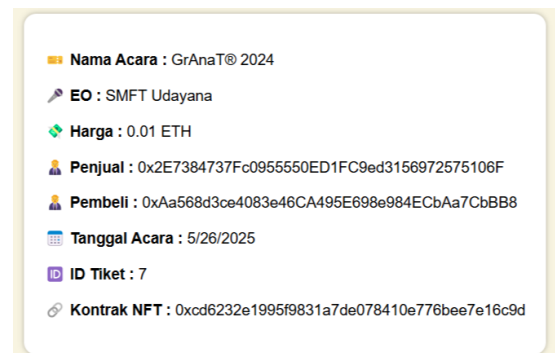 Nama Acara : GrAnaT® 2024
EO : SMFT Udayana
Harga : 0.01 ETH
Penjual : 0x2E7384737Fc0955550ED1FC9ed3156972575106F
Pembeli : 0xAa568d3ce4083e46CA495E698e984ECbAa7CbBB8
Tanggal Acara : 5/26/2025
ID ID Tiket : 7
Kontrak NFT : 0xcd6232e1995f9831a7de078410e776bee7e16c9d